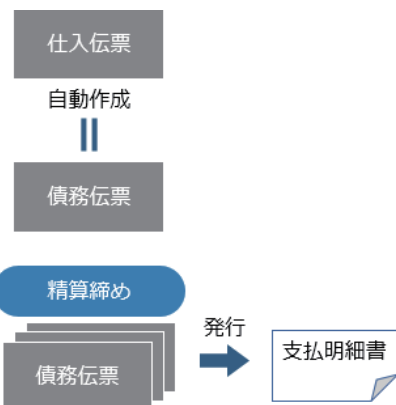 仕入伝票
自動作成
債務伝票
精算締め
発行
債務伝票
支払明細書